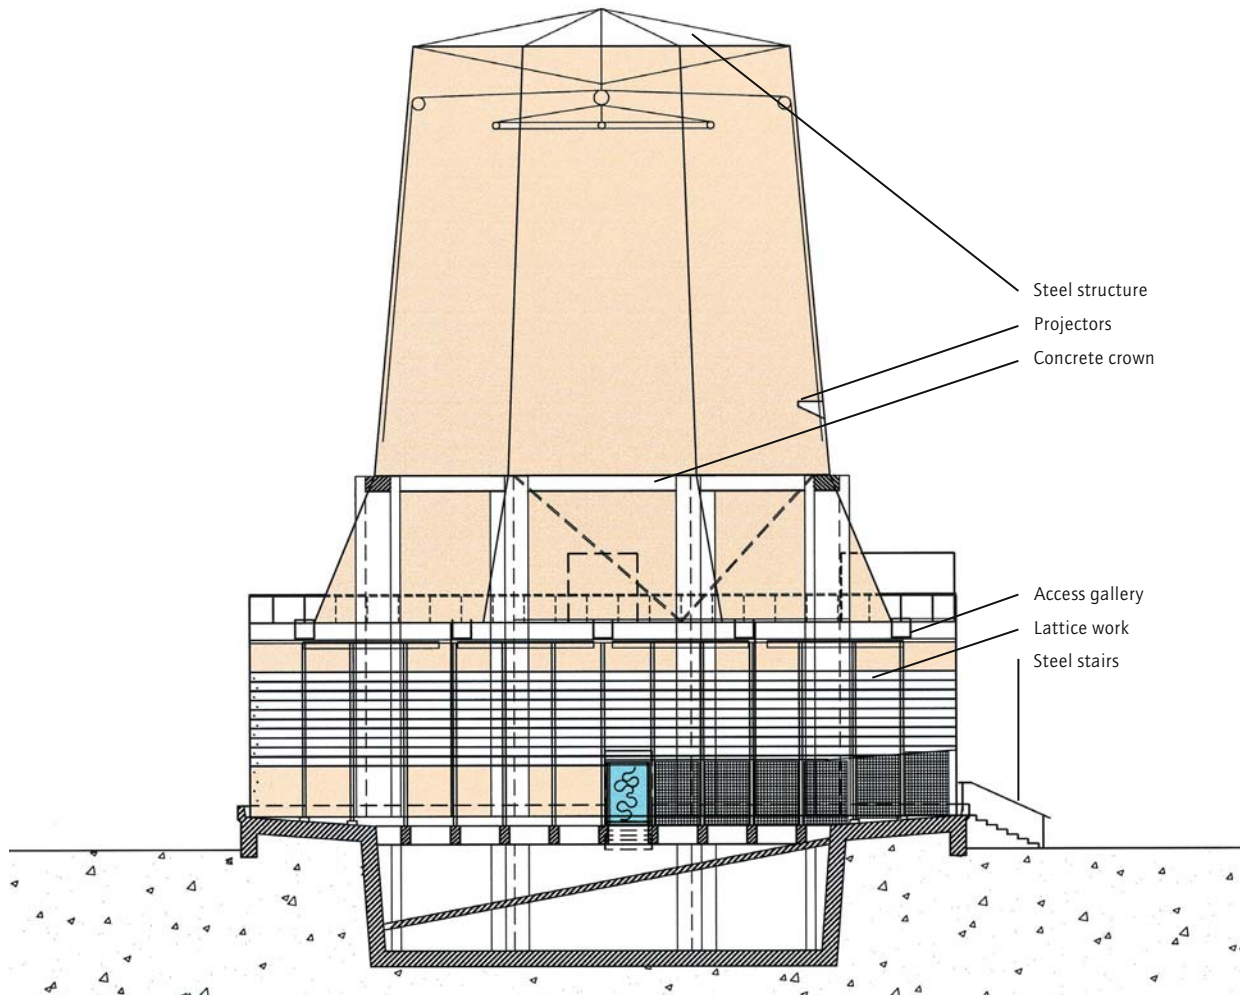 Steel structure
Projectors
Concrete crown
Access gallery
Lattice work
Steel stairs